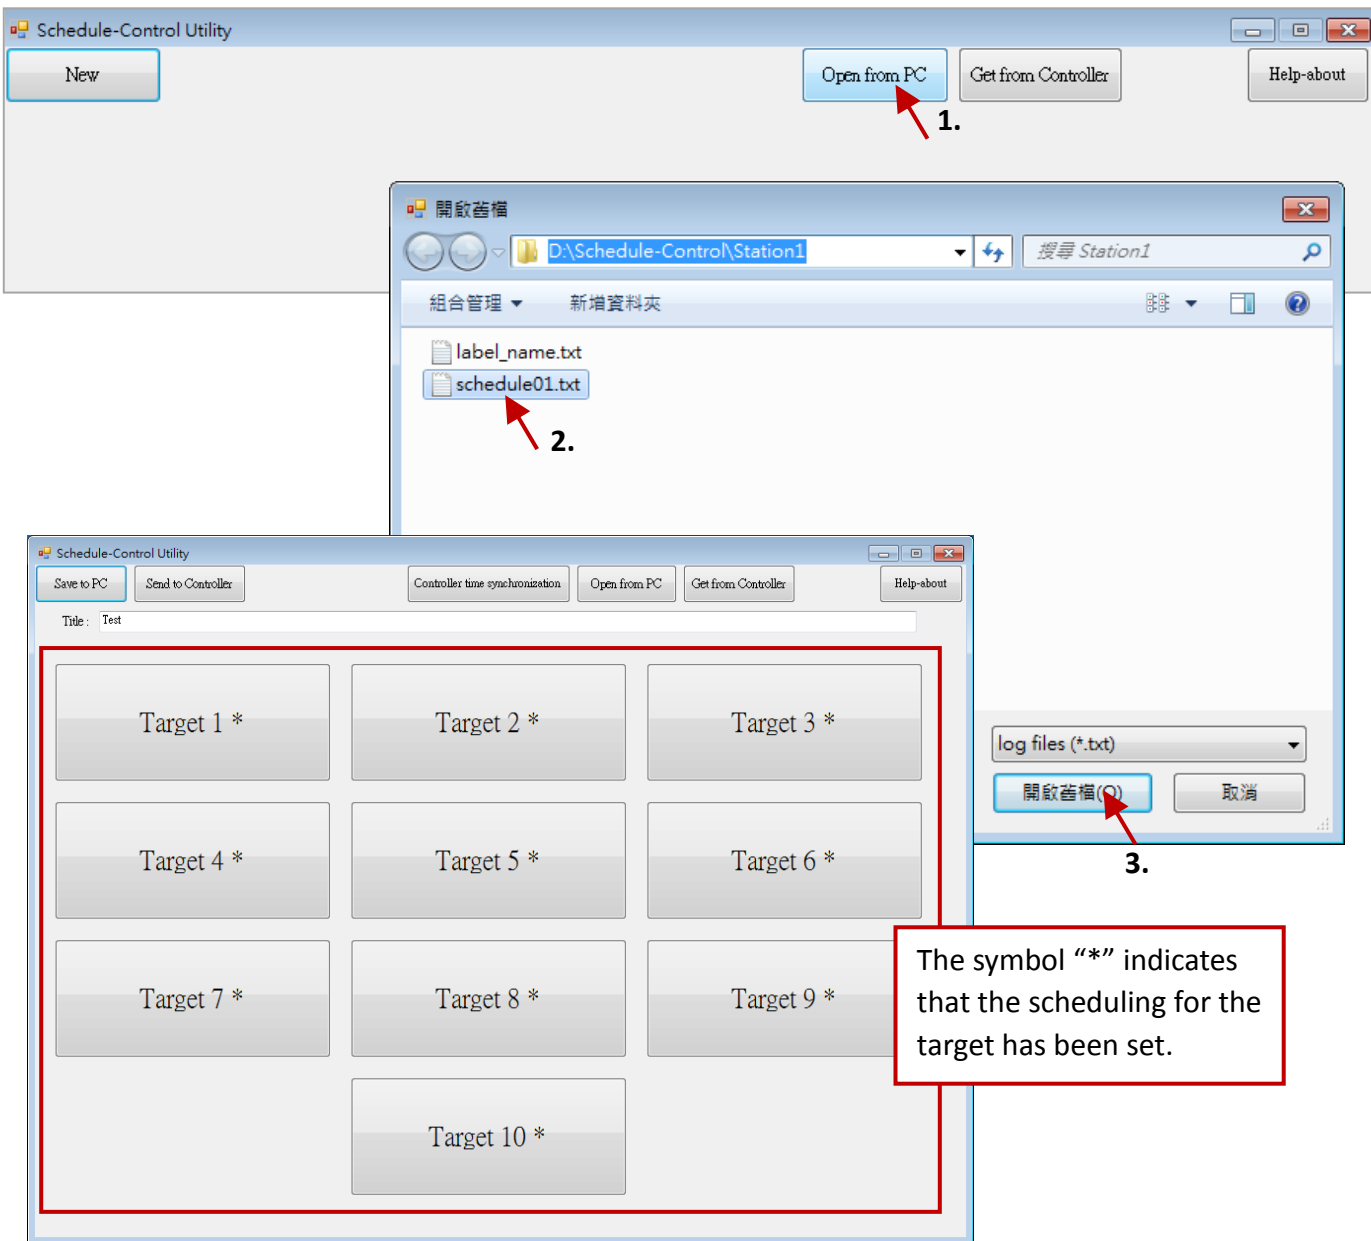 Schedule-Control Utility
New
Open from PC
Get from Controller
Help-about
1.
開啟舊檔
D:\Schedule-Control\Station1
搜尋 Station1
組合管理
新增資料夾
label_name.txt
schedule01.txt
2.
Schedule-Control Utility
Save to PC
Send to Controller
Controller time synchronization
Open from PC
Get from Controller
Help-about
Title :
Test
Target 1 *
Target 2 *
Target 3 *
log files (*.txt)
開啟舊檔(O)
取消
3.
Target 4 *
Target 5 *
Target 6 *
Target 7 *
Target 8 *
Target 9 *
The symbol “*” indicates
that the scheduling for the
target has been set.
Target 10 *